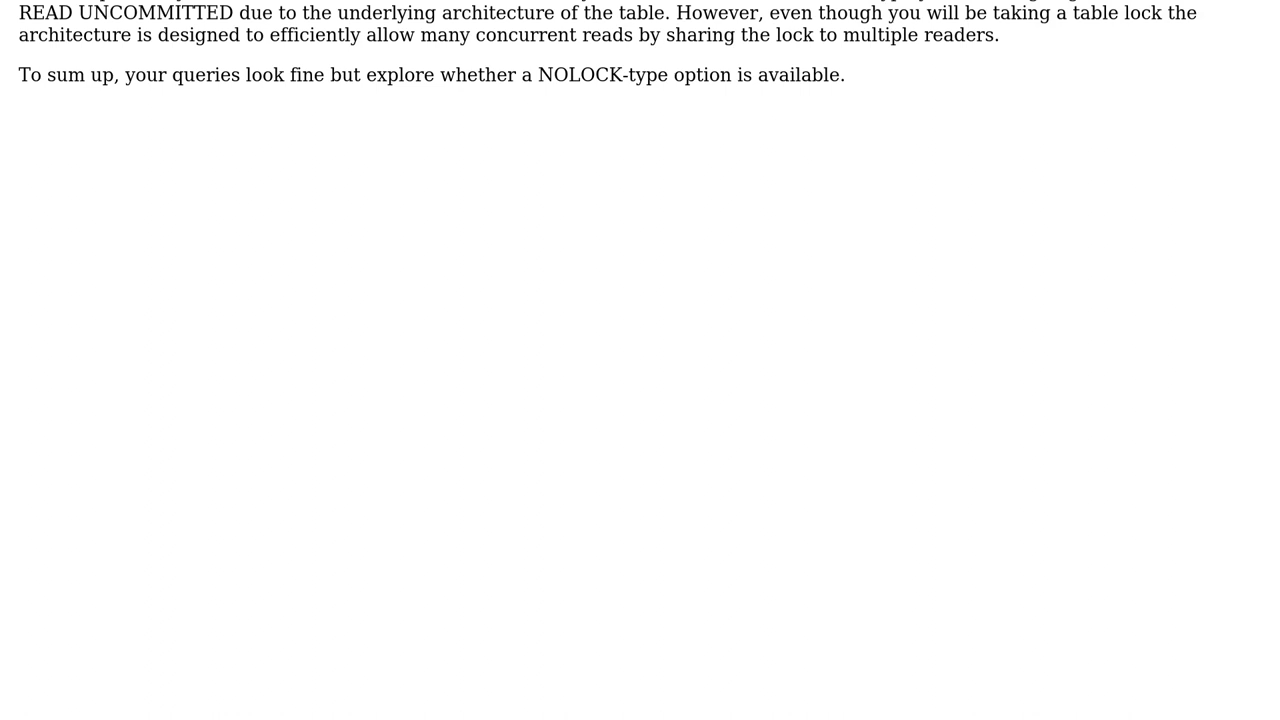 READ UNCOMMITTED due to the underlying architecture of the table. However, even though you will be taking a table lock the
architecture is designed to efficiently allow many concurrent reads by sharing the lock to multiple readers.
To sum up, your queries look fine but explore whether a NOLOCK-type option is available.